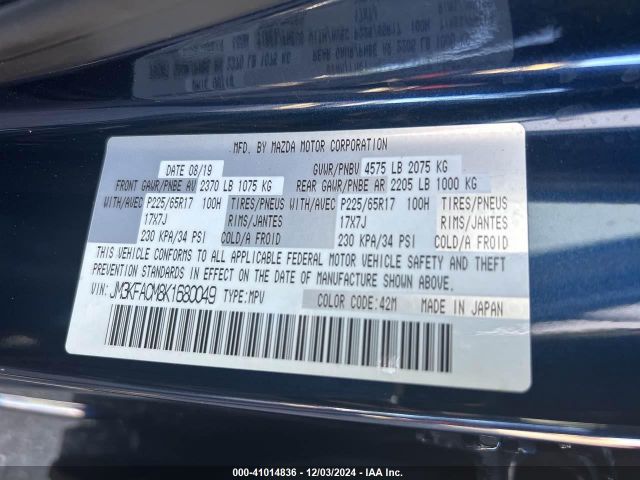 MFD. BY MAZDA MOTOR CORPORATION
DATE 08/19 GVWR/PNBV 4575 LB 2075 KG
FRONT GAWR/PNBE AV 2370 LB 1075 KG REAR GAWR/PNBE AR 2205 LB 1000 KG
WITH/AVEC P225/65R17 100H TIRES/PNEUS WITH/AVEC P225/65R17 100H TIRES/PNEUS
17X7J RIMS/JANTES 17X7J RIMS/JANTES
230 KPA/34 PSI COLD/A FROID 230 KPA/34 PSI COLD/A FROID
THIS VEHICLE CONFORMS TO ALL APPLICABLE FEDERAL MOTOR VEHICLE SAFETY AND THEFT
PREVENTION STANDARDS IN EFFECT ON THE DATE OF MANUFACTURE SHOWN ABOVE.
VIN: JM3KFACM8K1680049 TYPE:MPV COLOR CODE:42M MADE IN JAPAN
000-41014836 • 12/03/2024 • IAA Inc.